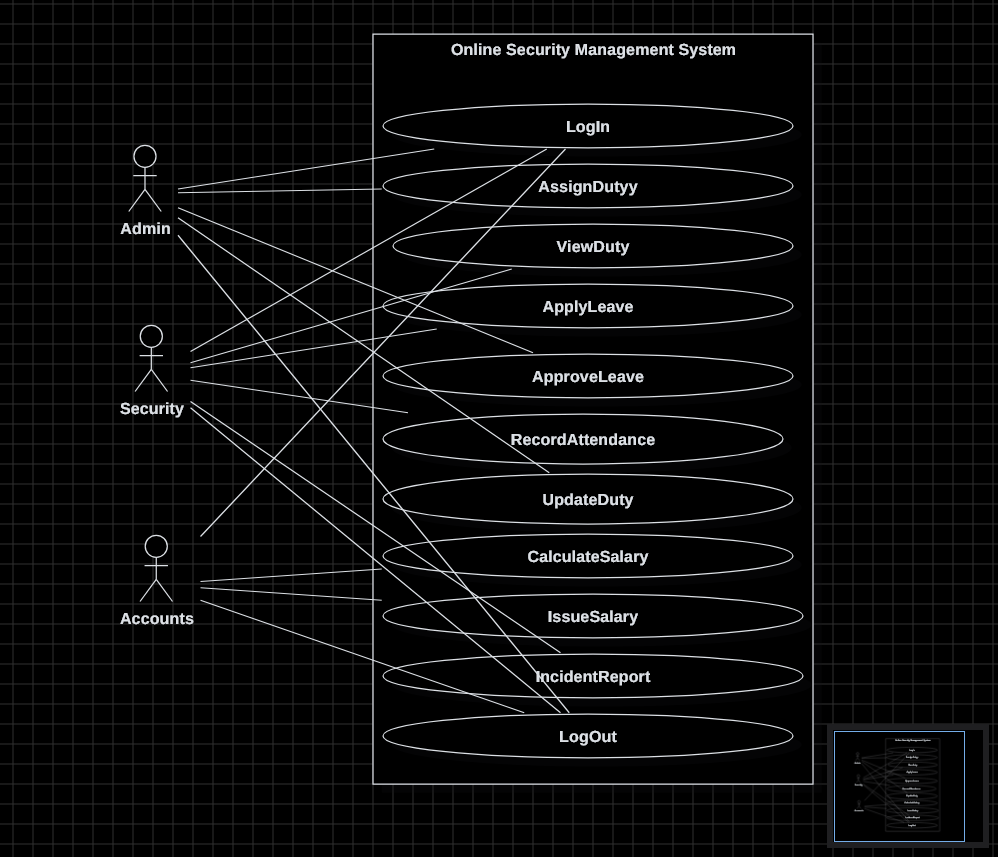 Online Security Management System
LogIn
AssignDutyy
Admin
ViewDuty
ApplyLeave
ApproveLeave
Security
RecordAttendance
UpdateDuty
CalculateSalary
IssueSalary
Accounts
IncidentReport
LogOut